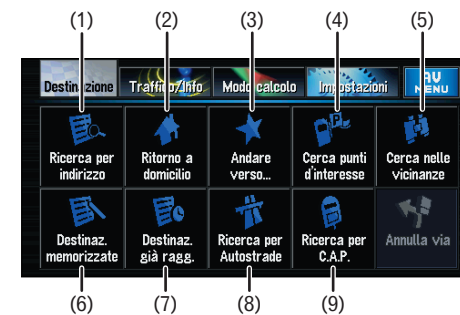 (1) (2) (3) (4) (5)
Destinazione Traffico/Info Modo calcolo Impostazioni AV
MENU
Ricerca per
indirizzo
Ritorno a
domicilio
Andare
verso...
Cerca punti
d'interesse
Cerca nelle
vicinanze
Destinaz.
memorizzate
Destinaz.
già ragg.
Ricerca per
Autostrade
Ricerca per
C.A.P.
Annulla via
(6) (7) (8) (9)